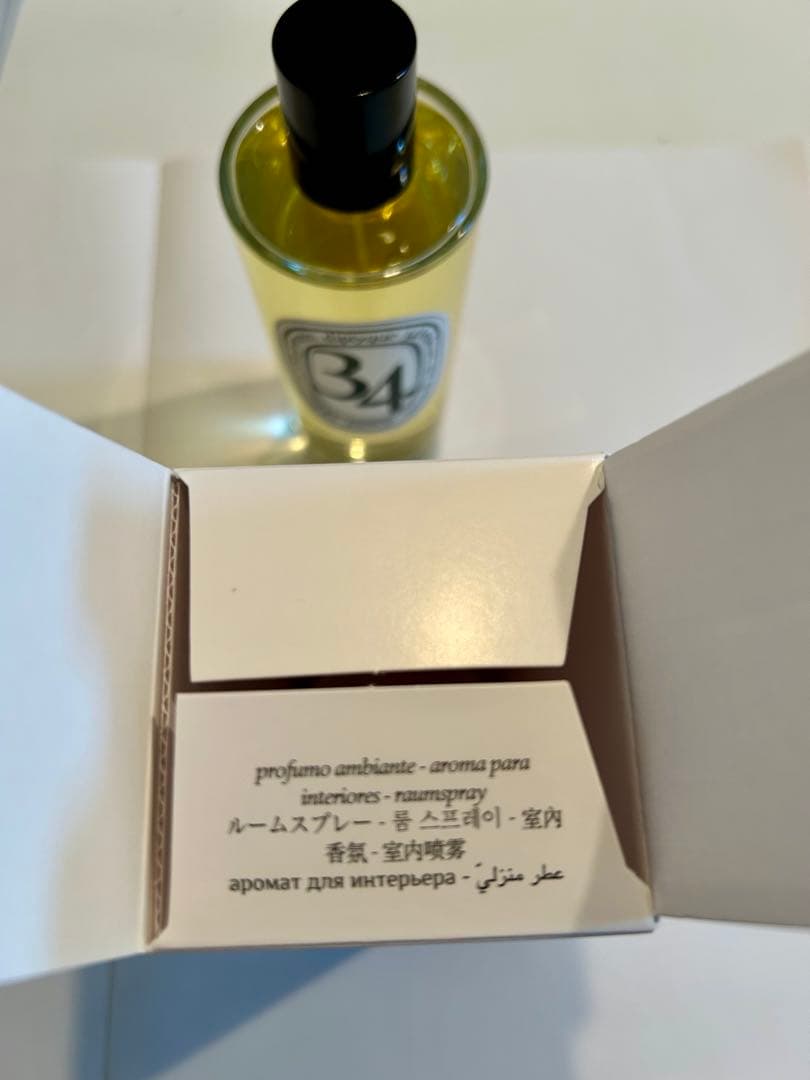 34
profumo ambiante - aroma para
interiores - raumspray
ルームスプレー - 룸 스프레이 - 室內
香氛 - 室内喷雾
аромат для интерьера - عطر منزليّ